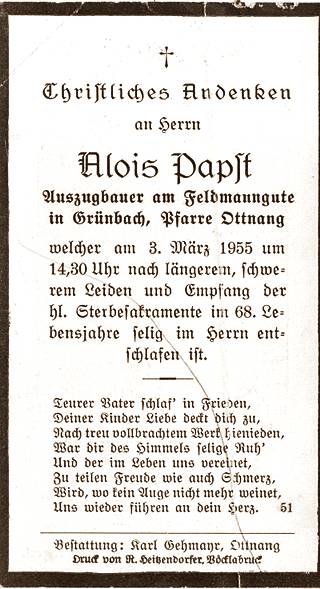 Christliches Andenken
an Herrn
Alois Papst
Auszugbauer am Feldmanngute
in Grünbach, Pfarre Ottnang
welcher am 3. März 1955 um
14,30 Uhr nach längerem, schwe-
rem Leiden und Empfang der
hl. Sterbesakramente im 68. Le-
bensjahre selig im Herrn ent-
schlafen ist.
Teurer Vater schlaf' in Frieden,
Deiner Kinder Liebe deckt dich zu,
Nach treu vollbrachtem Werk hienieden,
War dir des Himmels selige Ruh'
Und der im Leben uns vereinet,
Zu teilen Freude wie auch Schmerz,
Wird, wo kein Auge nicht mehr weinet,
Uns wieder führen an dein Herz. 51
Bestattung: Karl Gehmayr, Ottnang
Druck von R. Heitzendorfer, Vöcklabruck